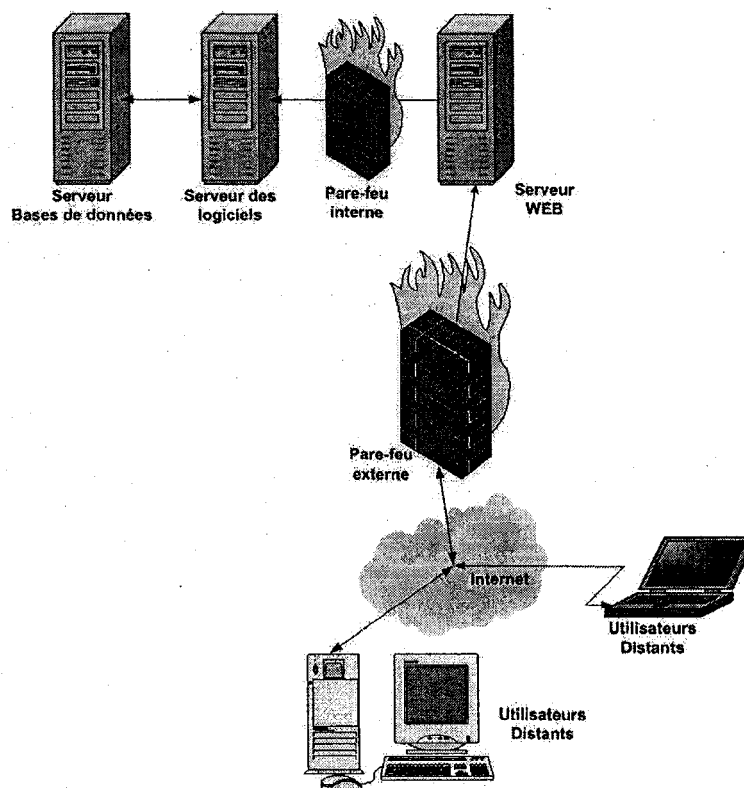 Serveur
Bases de données
Serveur des
logiciels
Pare-feu
interne
Serveur
WEB
Pare-feu
externe
Internet
Utilisateurs
Distants
Utilisateurs
Distants